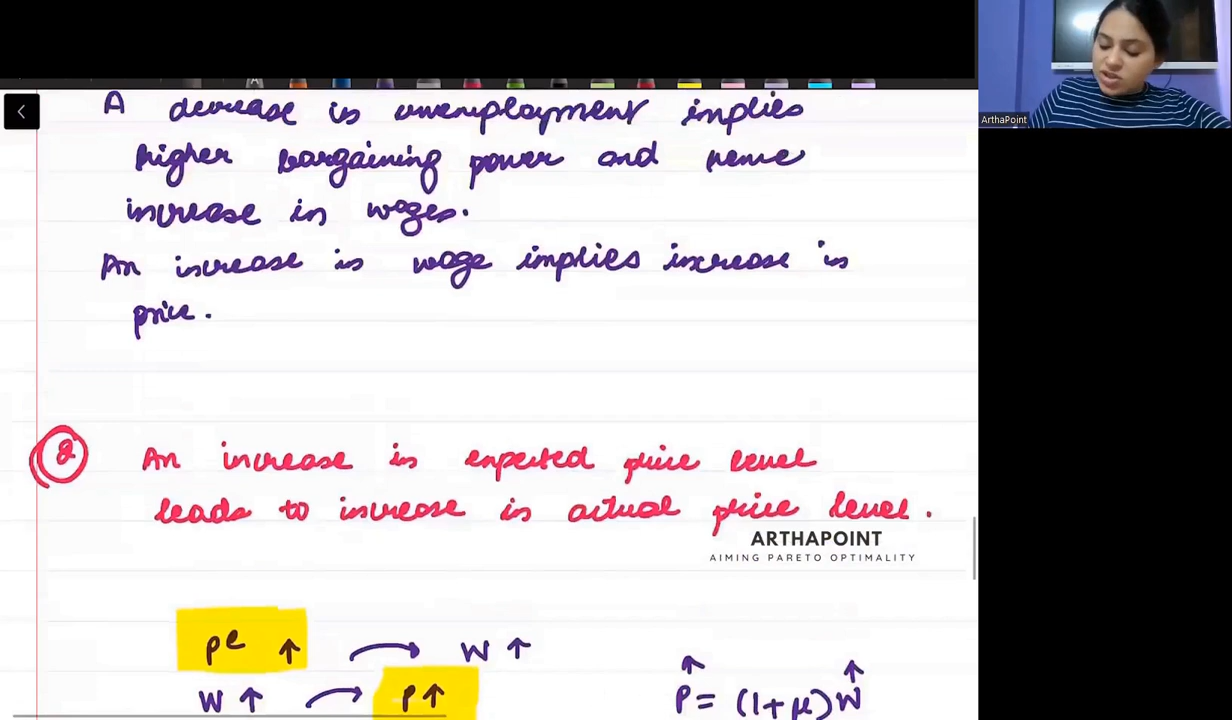 A decrease in unemployment implies
higher bargaining power and hence
increase in wages.
An increase in wage implies increase in
price.
ArthaPoint
2 An increase in expected price level
leads to increase in actual price level.
ARTHAPOINT
AIMING PARETO OPTIMALITY
Pe ↑ → W ↑
W ↑ → P ↑
↑ ↑
P = (1+μ)W